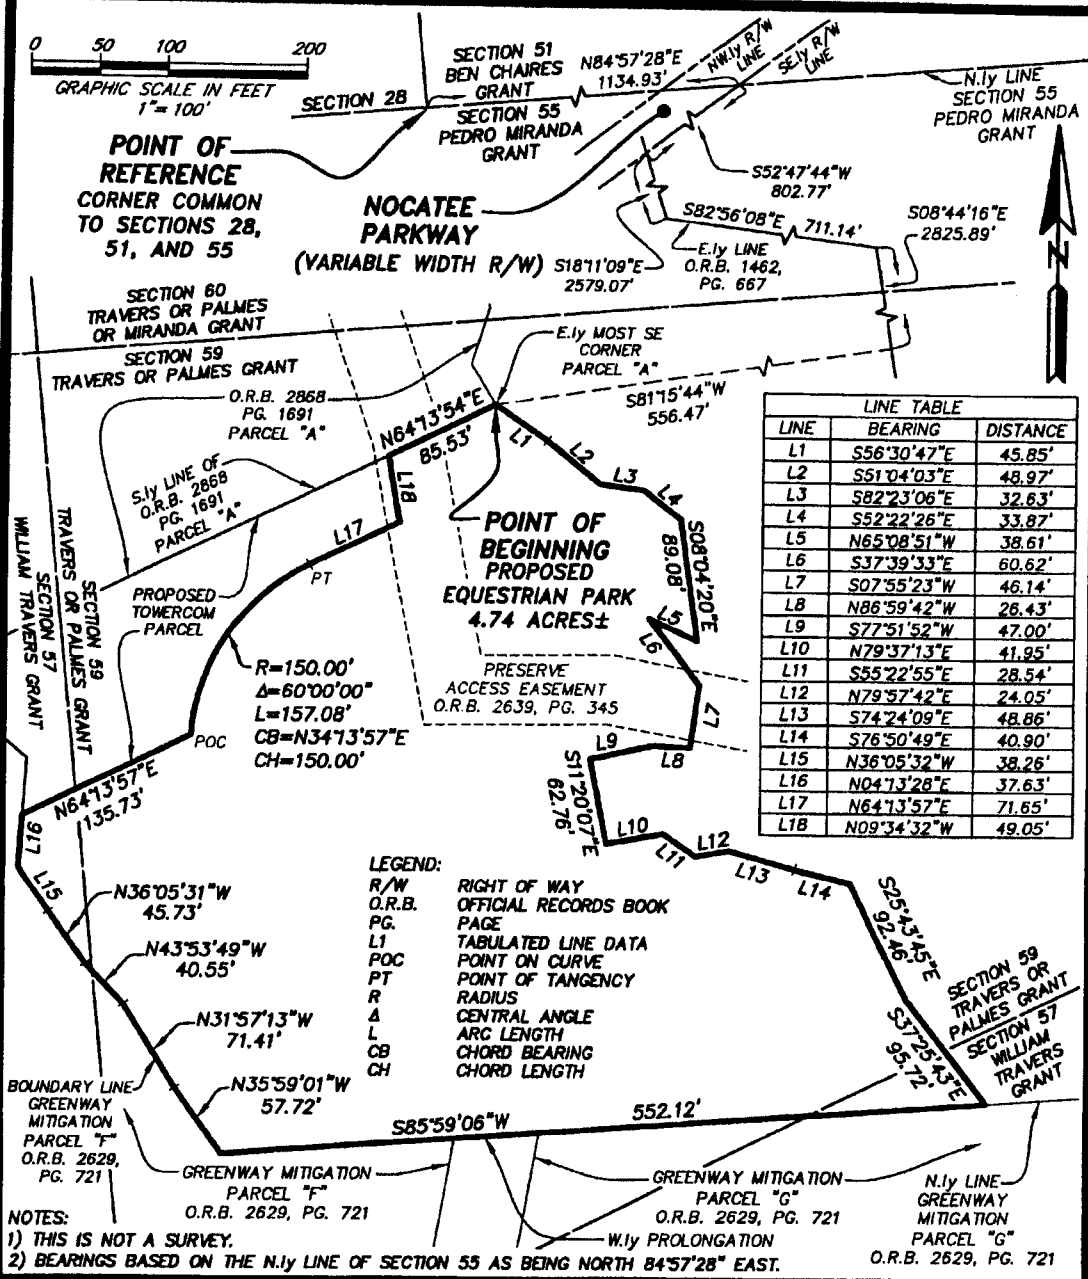 0 50 100 200
GRAPHIC SCALE IN FEET
1"= 100'
SECTION 28
SECTION 51
BEN CHAIRES
GRANT
SECTION 55
PEDRO MIRANDA
GRANT
N84°57'28"E
1134.93'
NW.ly R/W
LINE
SE.ly R/W
LINE
N.ly LINE
SECTION 55
PEDRO MIRANDA
GRANT
POINT OF
REFERENCE
CORNER COMMON
TO SECTIONS 28,
51, AND 55
NOCATEE
PARKWAY
(VARIABLE WIDTH R/W)
S52°47'44"W
802.77'
S82°56'08"E 711.14'
S08°44'16"E
2825.89'
S18°11'09"E
2579.07'
E.ly LINE
O.R.B. 1462,
PG. 667
N
SECTION 60
TRAVERS OR PALMES
OR MIRANDA GRANT
SECTION 59
TRAVERS OR PALMES GRANT
E.ly MOST SE
CORNER
PARCEL "A"
S81°15'44"W
556.47'
O.R.B. 2868
PG. 1691
PARCEL "A"
N64°13'54"E
85.53'
S.ly LINE OF
O.R.B. 2868
PG. 1691
PARCEL "A"
L1
L2
L3
L4
S08°04'20"E
89.08'
L18
L17
PT
POINT OF
BEGINNING
PROPOSED
EQUESTRIAN PARK
4.74 ACRES±
L5
L6
L7
L8
L9
PROPOSED
TOWERCOM
PARCEL
SECTION 59
TRAVERS OR PALMES GRANT
SECTION 57
WILLIAM TRAVERS GRANT
R=150.00'
Δ=60°00'00"
L=157.08'
CB=N34°13'57"E
CH=150.00'
PRESERVE
ACCESS EASEMENT
O.R.B. 2639, PG. 345
POC
N64°13'57"E
135.73'
S11°20'07"E
62.76'
L10
L11
L12
L13
L14
L16
L15
LINE TABLE
LINE BEARING DISTANCE
L1 S56°30'47"E 45.85'
L2 S51°04'03"E 48.97'
L3 S82°23'06"E 32.63'
L4 S52°22'26"E 33.87'
L5 N65°08'51"W 38.61'
L6 S37°39'33"E 60.62'
L7 S07°55'23"W 46.14'
L8 N86°59'42"W 26.43'
L9 S77°51'52"W 47.00'
L10 N79°37'13"E 41.95'
L11 S55°22'55"E 28.54'
L12 N79°57'42"E 24.05'
L13 S74°24'09"E 48.86'
L14 S76°50'49"E 40.90'
L15 N36°05'32"W 38.26'
L16 N04°13'28"E 37.63'
L17 N64°13'57"E 71.65'
L18 N09°34'32"W 49.05'
N36°05'31"W
45.73'
N43°53'49"W
40.55'
N31°57'13"W
71.41'
N35°59'01"W
57.72'
LEGEND:
R/W RIGHT OF WAY
O.R.B. OFFICIAL RECORDS BOOK
PG. PAGE
L1 TABULATED LINE DATA
POC POINT ON CURVE
PT POINT OF TANGENCY
R RADIUS
Δ CENTRAL ANGLE
L ARC LENGTH
CB CHORD BEARING
CH CHORD LENGTH
S25°43'45"E
92.46'
S37°25'43"E
95.72'
SECTION 59
TRAVERS OR
PALMES GRANT
SECTION 57
WILLIAM
TRAVERS
GRANT
BOUNDARY LINE
GREENWAY
MITIGATION
PARCEL "F"
O.R.B. 2629,
PG. 721
S85°59'06"W 552.12'
GREENWAY MITIGATION
PARCEL "F"
O.R.B. 2629, PG. 721
GREENWAY MITIGATION
PARCEL "G"
O.R.B. 2629, PG. 721
W.ly PROLONGATION
N.ly LINE
GREENWAY
MITIGATION
PARCEL "G"
O.R.B. 2629, PG. 721
NOTES:
1) THIS IS NOT A SURVEY.
2) BEARINGS BASED ON THE N.ly LINE OF SECTION 55 AS BEING NORTH 84°57'28" EAST.